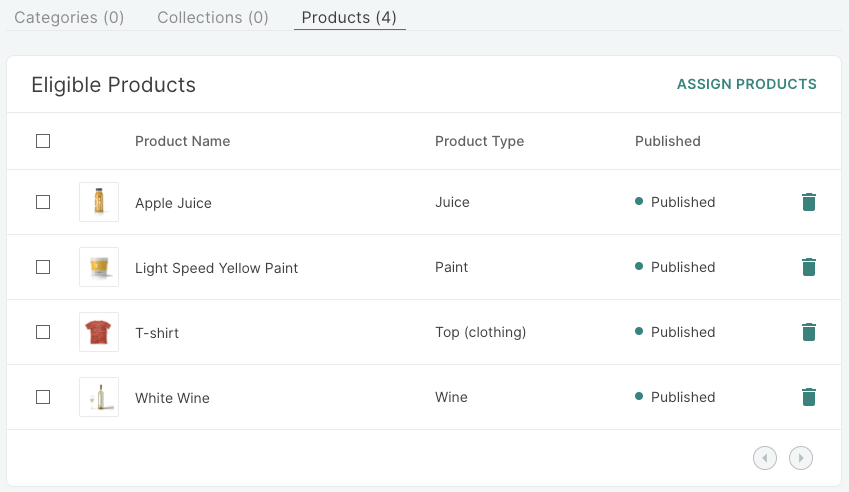 Categories (0) Collections (0) Products (4)
Eligible Products ASSIGN PRODUCTS
Product Name Product Type Published
Apple Juice Juice Published
Light Speed Yellow Paint Paint Published
T-shirt Top (clothing) Published
White Wine Wine Published